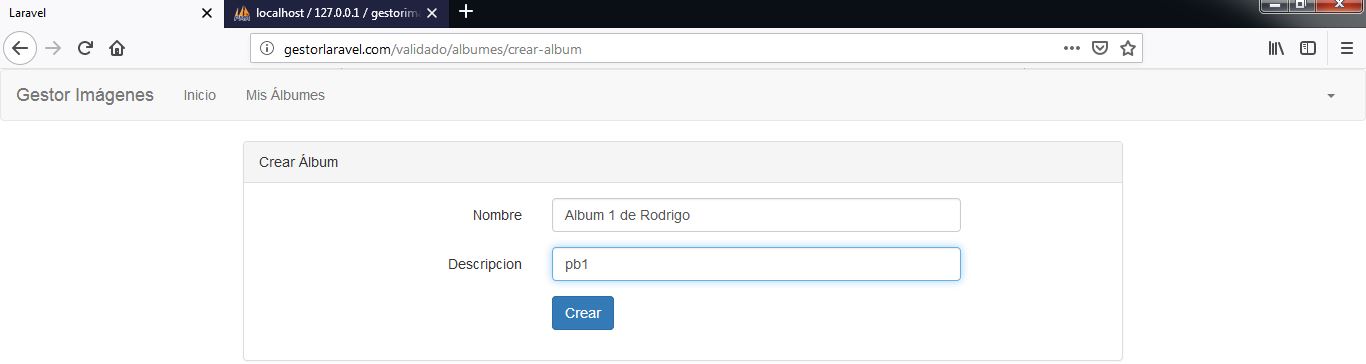 Laravel
localhost / 127.0.0.1 / gestorim
gestorlaravel.com/validado/albumes/crear-album
Gestor Imágenes Inicio Mis Álbumes
Crear Álbum
Nombre Album 1 de Rodrigo
Descripcion pb1
Crear